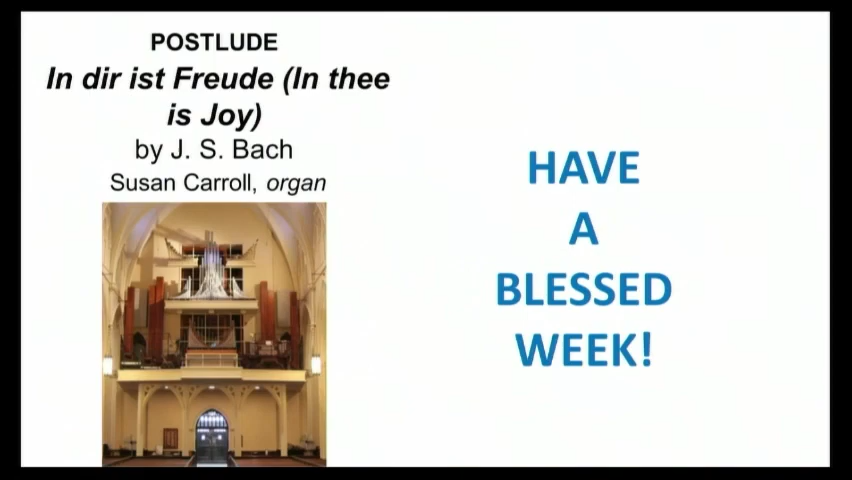 POSTLUDE
In dir ist Freude (In thee
is Joy)
by J. S. Bach
Susan Carroll, organ
HAVE
A
BLESSED
WEEK!